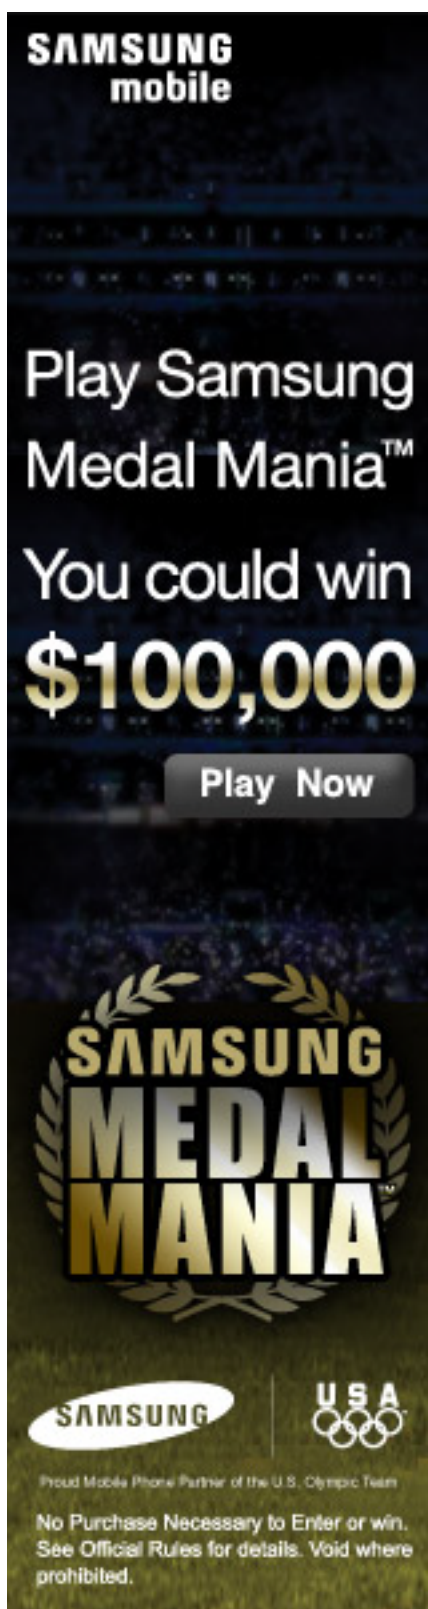 SAMSUNG
mobile
Play Samsung
Medal Mania™
You could win
$100,000
Play Now
SAMSUNG
MEDAL
MANIA™
SAMSUNG
USA
Proud Mobile Phone Partner of the U.S. Olympic Team
No Purchase Necessary to Enter or win.
See Official Rules for details. Void where
prohibited.